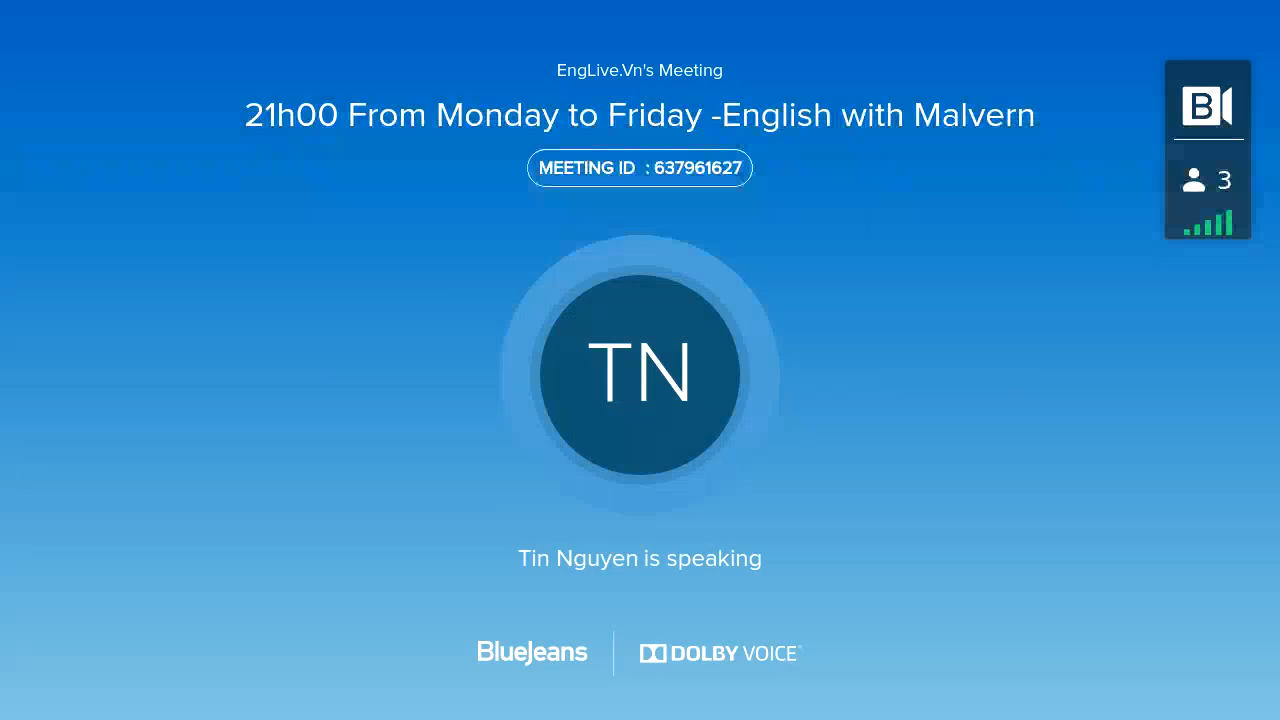 EngLive.Vn's Meeting
21h00 From Monday to Friday -English with Malvern
MEETING ID : 637961627
B
3
TN
Tin Nguyen is speaking
BlueJeans
DOLBY VOICE